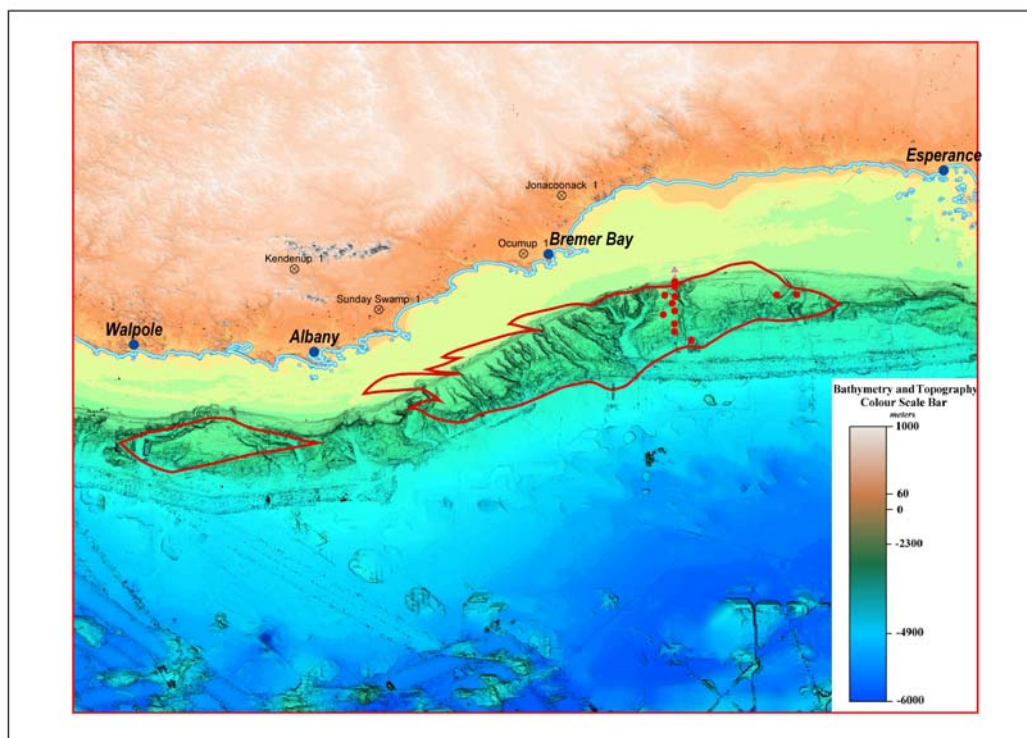 Esperance
Jonacoonack 1
Ocumup 1
Bremer Bay
Kendenup 1
Sunday Swamp 1
Walpole
Albany
Bathymetry and Topography
Colour Scale Bar
meters
1000
60
0
-2300
-4900
-6000